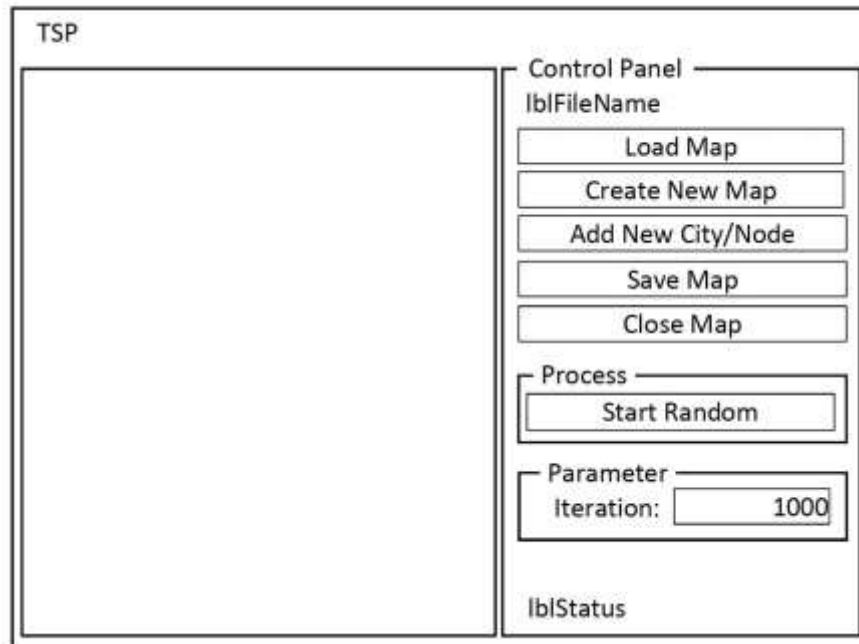 TSP
Control Panel
lblFileName
Load Map
Create New Map
Add New City/Node
Save Map
Close Map
Process
Start Random
Parameter
Iteration: 1000
lblStatus